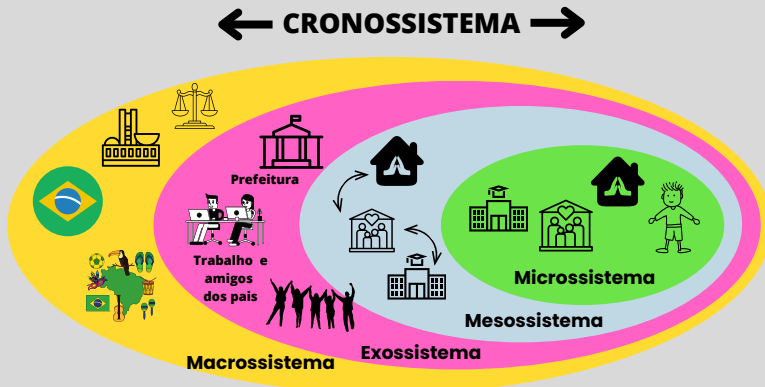 CRONOSSISTEMA
Prefeitura
Trabalho e
amigos
dos pais
Microssistema
Mesossistema
Exossistema
Macrossistema